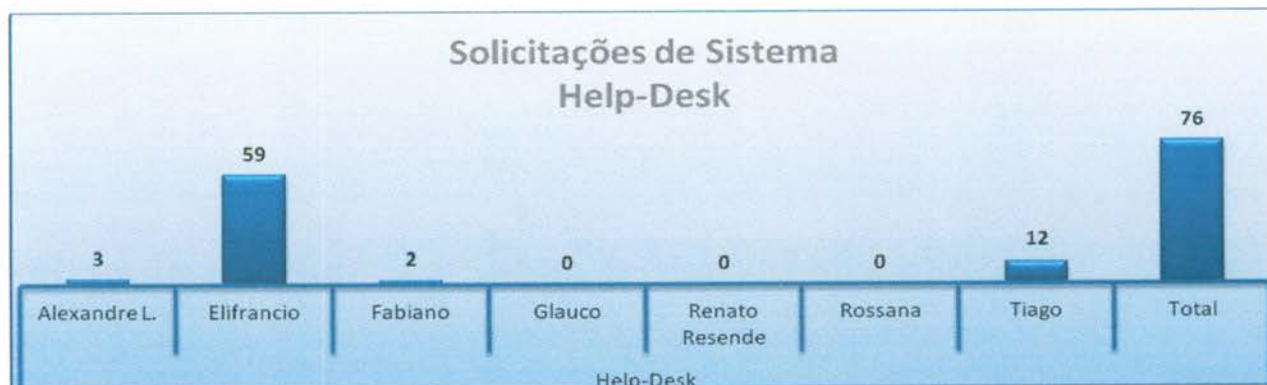 Solicitações de Sistema
Help-Desk
3
59
2
0
0
0
12
76
Alexandre L.
Elifrancio
Fabiano
Glauco
Renato
Resende
Rossana
Tiago
Total
Help-Desk